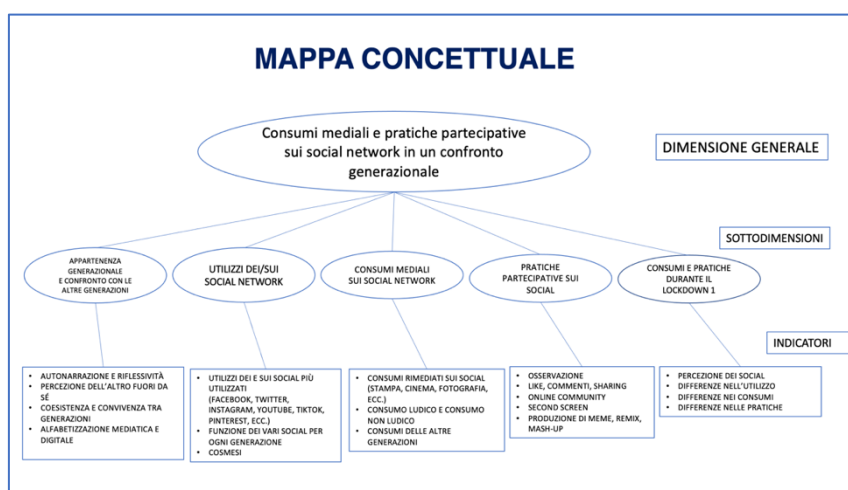 MAPPA CONCETTUALE
Consumi mediali e pratiche partecipative
sui social network in un confronto
generazionale
DIMENSIONE GENERALE
SOTTODIMENSIONI
APPARTENENZA
GENERAZIONALE
E CONFRONTO CON LE
ALTRE GENERAZIONI
UTILIZZI DEI/SUI
SOCIAL NETWORK
CONSUMI MEDIALI
SUI SOCIAL NETWORK
PRATICHE
PARTECIPATIVE SUI
SOCIAL
CONSUMI E PRATICHE
DURANTE IL
LOCKDOWN 1
INDICATORI
• AUTONARRAZIONE E RIFLESSIVITÀ
• PERCEZIONE DELL'ALTRO FUORI DA
SÉ
• COESISTENZA E CONVIVENZA TRA
GENERAZIONI
• ALFABETIZZAZIONE MEDIATICA E
DIGITALE
• UTILIZZI DEI E SUI SOCIAL PIÙ
UTILIZZATI
(FACEBOOK, TWITTER,
INSTAGRAM, YOUTUBE, TIKTOK,
PINTEREST, ECC.)
• FUNZIONE DEI VARI SOCIAL PER
OGNI GENERAZIONE
• COSMESI
• CONSUMI RIMEDIATI SUI SOCIAL
(STAMPA, CINEMA, FOTOGRAFIA,
ECC.)
• CONSUMO LUDICO E CONSUMO
NON LUDICO
• CONSUMI DELLE ALTRE
GENERAZIONI
• OSSERVAZIONE
• LIKE, COMMENTI, SHARING
• ONLINE COMMUNITY
• SECOND SCREEN
• PRODUZIONE DI MEME, REMIX,
MASH-UP
• PERCEZIONE DEI SOCIAL
• DIFFERENZE NELL'UTILIZZO
• DIFFERENZE NEI CONSUMI
• DIFFERENZE NELLE PRATICHE